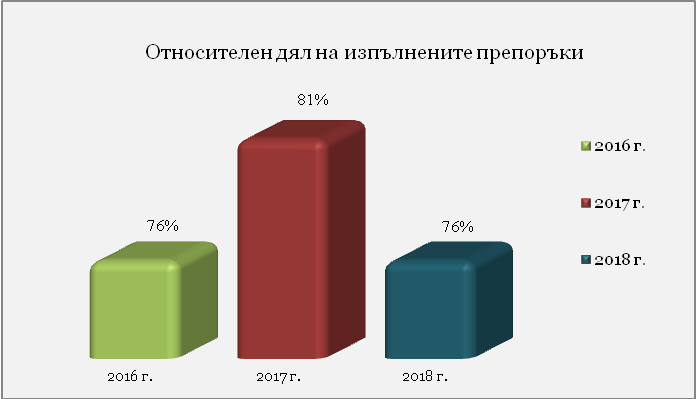 Относителен дял на изпълнените препоръки
81%
76%
76%
2016 г.
2017 г.
2018 г.
2016 г.
2017 г.
2018 г.